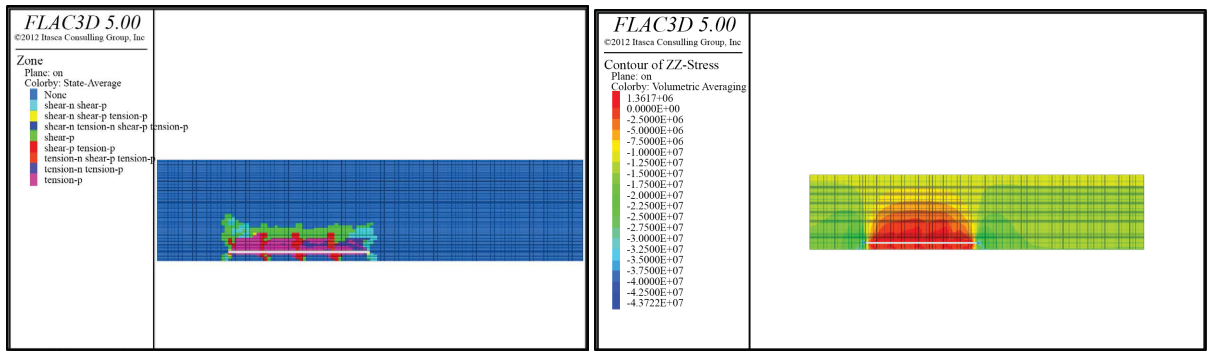 FLAC3D 5.00
©2012 Itasca Consulling Group, Inc
Zone
Plane: on
Colorby: State-Average
None
shear-n shear-p
shear-n shear-p tension-p
shear-n tension-n shear-p tension-p
shear-p
shear-p tension-p
tension-n shear-p tension-p
tension-n tension-p
tension-p
FLAC3D 5.00
©2012 Itasca Consulling Group, Inc
Contour of ZZ-Stress
Plane: on
Colorby: Volumetric Averaging
1.3617+06
0.0000E+00
-2.5000E+06
-5.0000E+06
-7.5000E+06
-1.0000E+07
-1.2500E+07
-1.5000E+07
-1.7500E+07
-2.0000E+07
-2.2500E+07
-2.5000E+07
-2.7500E+07
-3.0000E+07
-3.2500E+07
-3.5000E+07
-3.7500E+07
-4.0000E+07
-4.2500E+07
-4.3722E+07